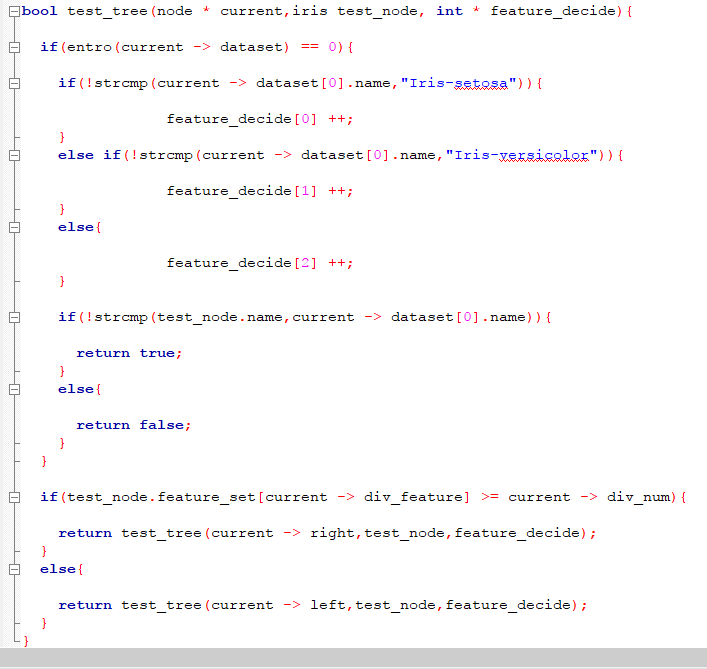 bool test_tree(node * current,iris test_node, int * feature_decide){
if(entro(current -> dataset) == 0){
if(!strcmp(current -> dataset[0].name,"Iris-setosa")){
feature_decide[0] ++;
}
else if(!strcmp(current -> dataset[0].name,"Iris-versicolor")){
feature_decide[1] ++;
}
else{
feature_decide[2] ++;
}
if(!strcmp(test_node.name,current -> dataset[0].name)){
return true;
}
else{
return false;
}
}
if(test_node.feature_set[current -> div_feature] >= current -> div_num){
return test_tree(current -> right,test_node,feature_decide);
}
else{
return test_tree(current -> left,test_node,feature_decide);
}
}